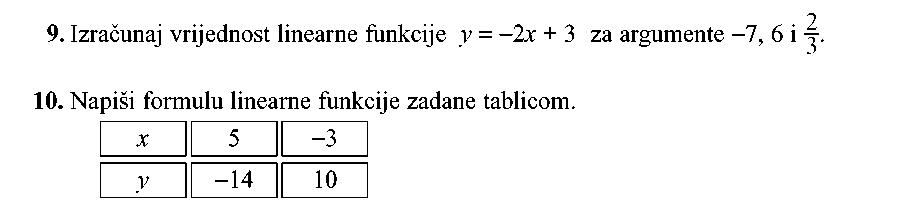 9. Izračunaj vrijednost linearne funkcije y = −2x + 3 za argumente −7, 6 i 2/3.
10. Napiši formulu linearne funkcije zadane tablicom.
x 5 −3
y −14 10